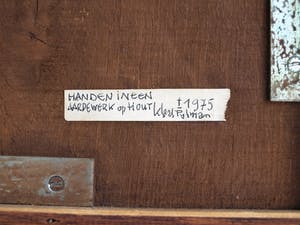 HANDEN iNEEN
AARDEWERK op HOUT ± 1975